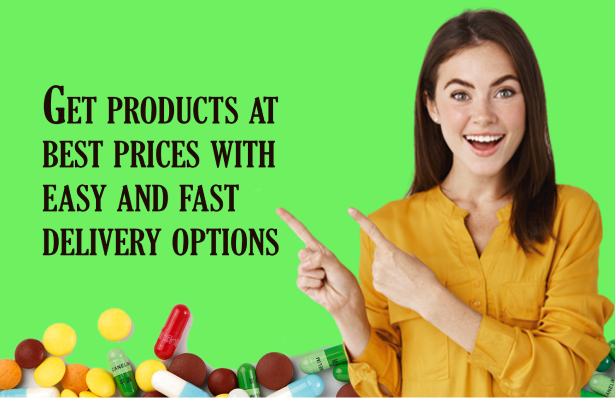 Get products at
best prices with
easy and fast
delivery options